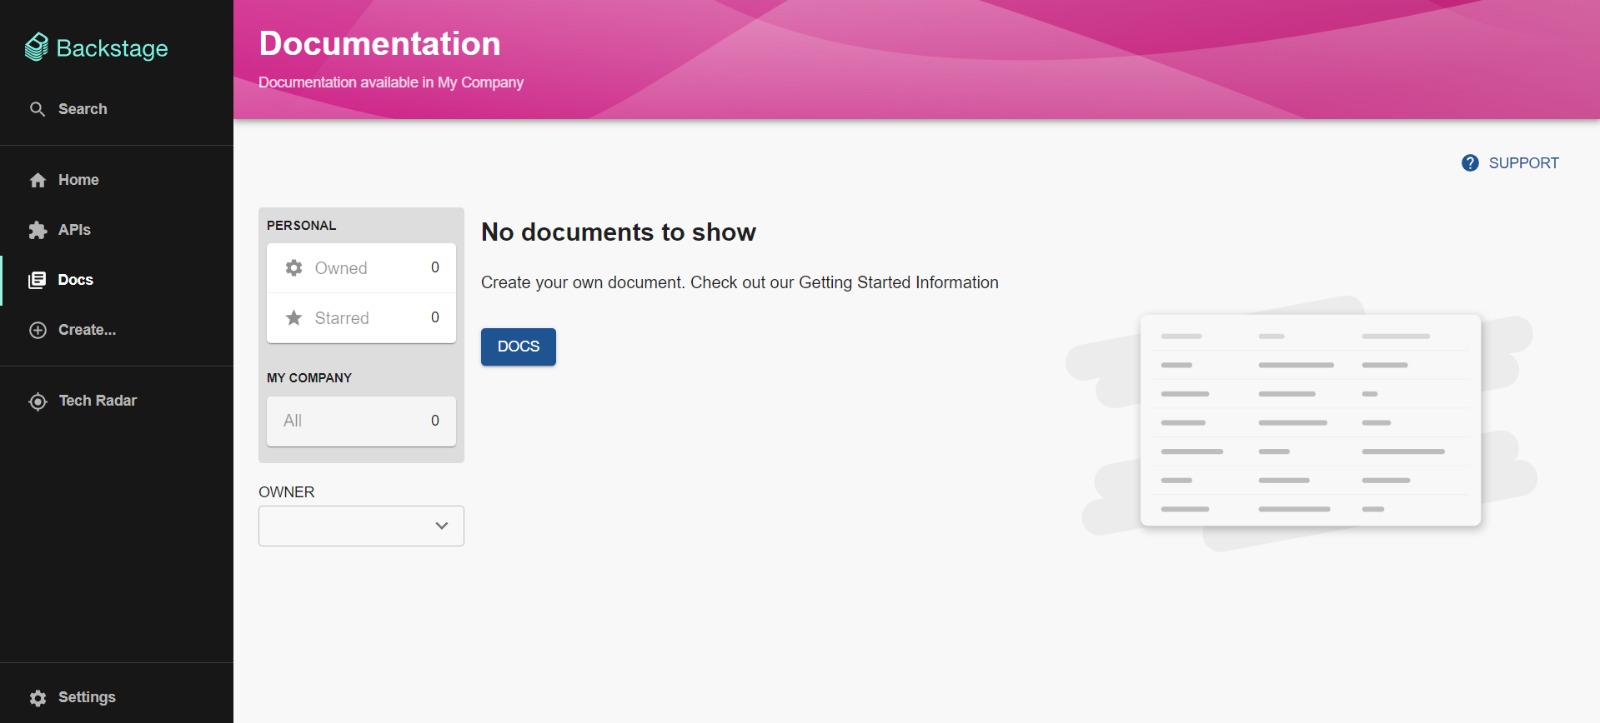 Backstage
Search
Home
APIs
Docs
Create...
Tech Radar
Settings
Documentation
Documentation available in My Company
SUPPORT
PERSONAL
Owned 0
Starred 0
MY COMPANY
All 0
OWNER
No documents to show
Create your own document. Check out our Getting Started Information
DOCS